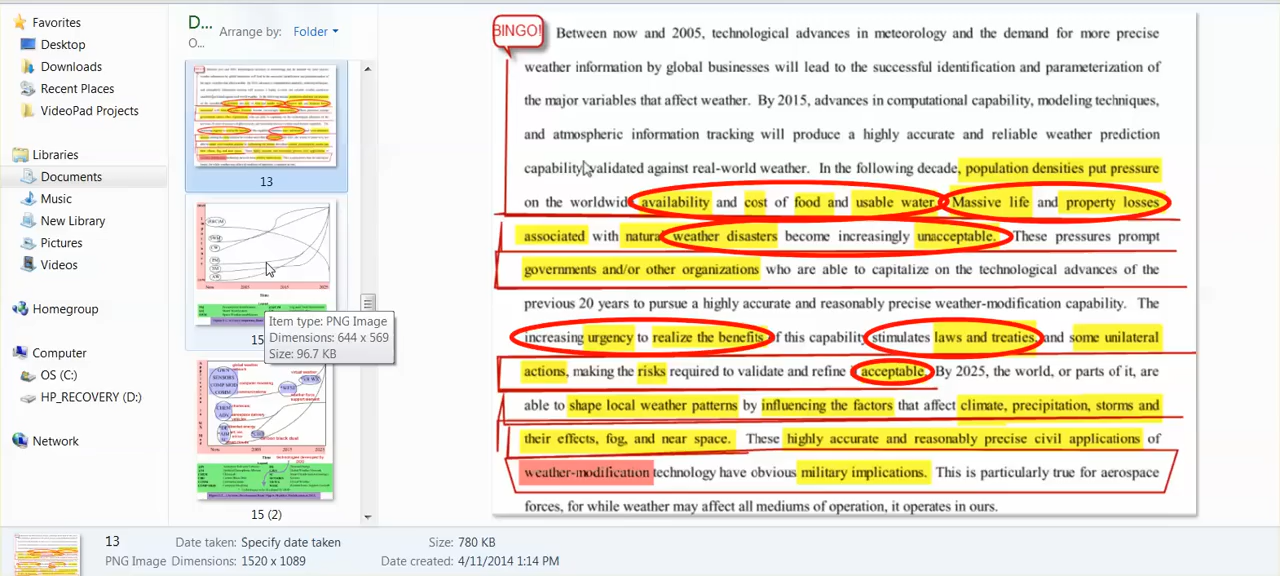 Favorites
Desktop
Downloads
Recent Places
VideoPad Projects
Libraries
Documents
Music
New Library
Pictures
Videos
Homegroup
Computer
OS (C:)
HP_RECOVERY (D:)
Network
D...
O...
Arrange by: Folder
13
15
Item type: PNG Image
Dimensions: 644 x 569
Size: 96.7 KB
15 (2)
BINGO!
Between now and 2005, technological advances in meteorology and the demand for more precise
weather information by global businesses will lead to the successful identification and parameterization of
the major variables that affect weather. By 2015, advances in computational capability, modeling techniques,
and atmospheric information tracking will produce a highly accurate and reliable weather prediction
capability, validated against real-world weather. In the following decade, population densities put pressure
on the worldwide availability and cost of food and usable water. Massive life and property losses
associated with natural weather disasters become increasingly unacceptable. These pressures prompt
governments and/or other organizations who are able to capitalize on the technological advances of the
previous 20 years to pursue a highly accurate and reasonably precise weather-modification capability. The
increasing urgency to realize the benefits of this capability stimulates laws and treaties, and some unilateral
actions, making the risks required to validate and refine it acceptable. By 2025, the world, or parts of it, are
able to shape local weather patterns by influencing the factors that affect climate, precipitation, storms and
their effects, fog, and near space. These highly accurate and reasonably precise civil applications of
weather-modification technology have obvious military implications. This is particularly true for aerospace
forces, for while weather may affect all mediums of operation, it operates in ours.
13
PNG Image
Date taken: Specify date taken
Dimensions: 1520 x 1089
Size: 780 KB
Date created: 4/11/2014 1:14 PM